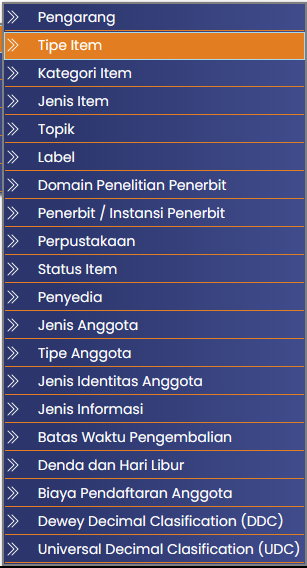 Pengarang
Tipe Item
Kategori Item
Jenis Item
Topik
Label
Domain Penelitian Penerbit
Penerbit / Instansi Penerbit
Perpustakaan
Status Item
Penyedia
Jenis Anggota
Tipe Anggota
Jenis Identitas Anggota
Jenis Informasi
Batas Waktu Pengembalian
Denda dan Hari Libur
Biaya Pendaftaran Anggota
Dewey Decimal Clasification (DDC)
Universal Decimal Clasification (UDC)